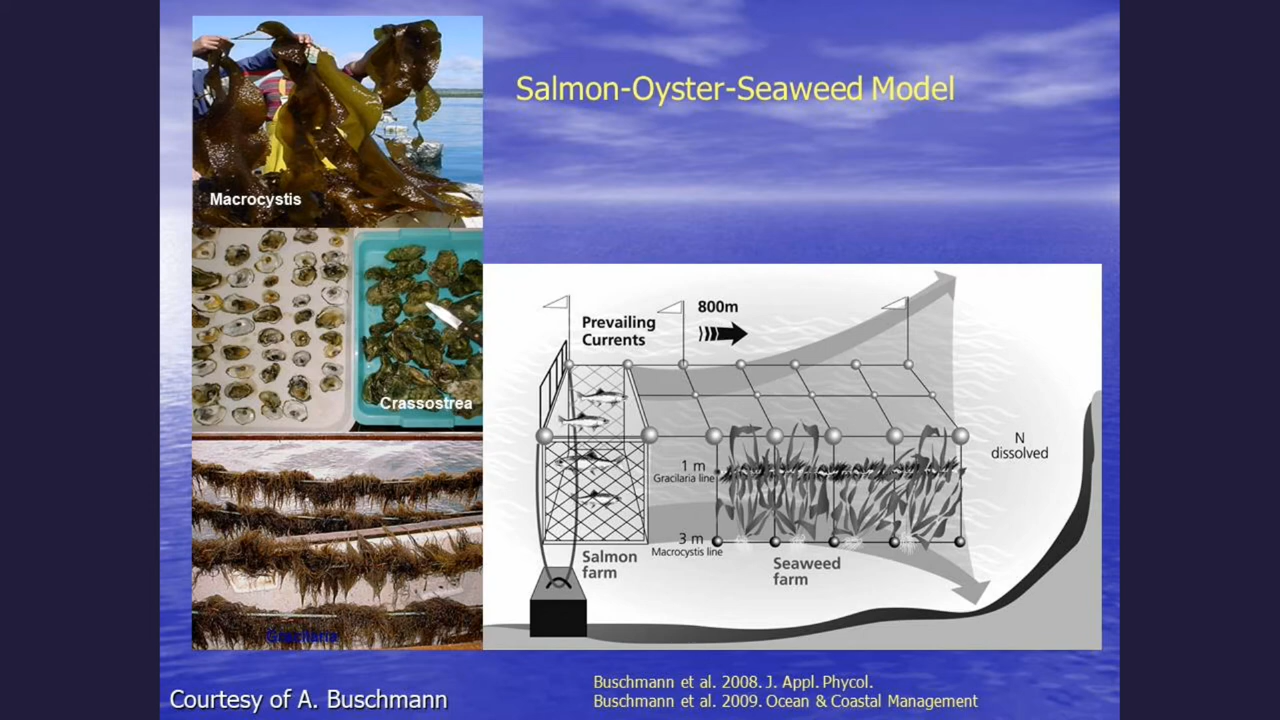 Salmon-Oyster-Seaweed Model
Macrocystis
Crassostrea
Gracilaria
800m
Prevailing
Currents
N
dissolved
1 m
Gracilaria line
3 m
Macrocystis line
Salmon
farm
Seaweed
farm
Courtesy of A. Buschmann
Buschmann et al. 2008. J. Appl. Phycol.
Buschmann et al. 2009. Ocean & Coastal Management